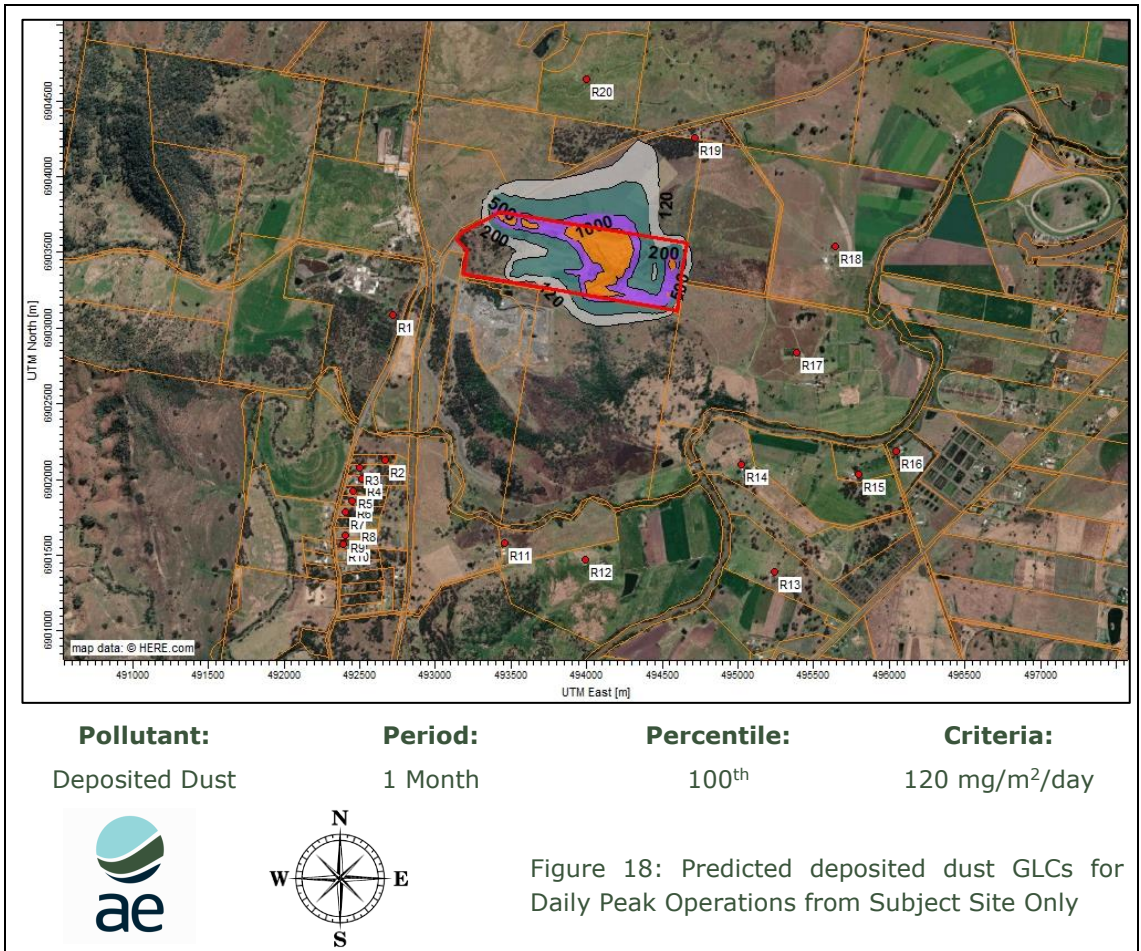 6904500
6904000
6903500
6903000
6902500
6902000
6901500
6901000
UTM North [m]
R20
R19
R18
R17
R16
R15
R14
R13
R12
R11
R1
R2
R3
R4
R5
R6
R7
R8
R9
R10
500
200
1000
120
200
120
500
map data: © HERE.com
491000
491500
492000
492500
493000
493500
494000
494500
495000
495500
496000
496500
497000
UTM East [m]
Pollutant: Period: Percentile: Criteria:
Deposited Dust 1 Month 100th 120 mg/m²/day
ae
N
W E
S
Figure 18: Predicted deposited dust GLCs for
Daily Peak Operations from Subject Site Only